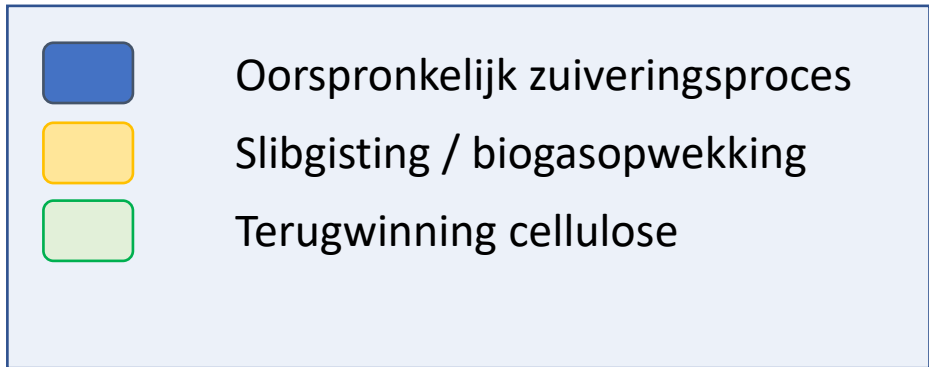 Oorspronkelijk zuiveringsproces
Slibgisting / biogasopwekking
Terugwinning cellulose